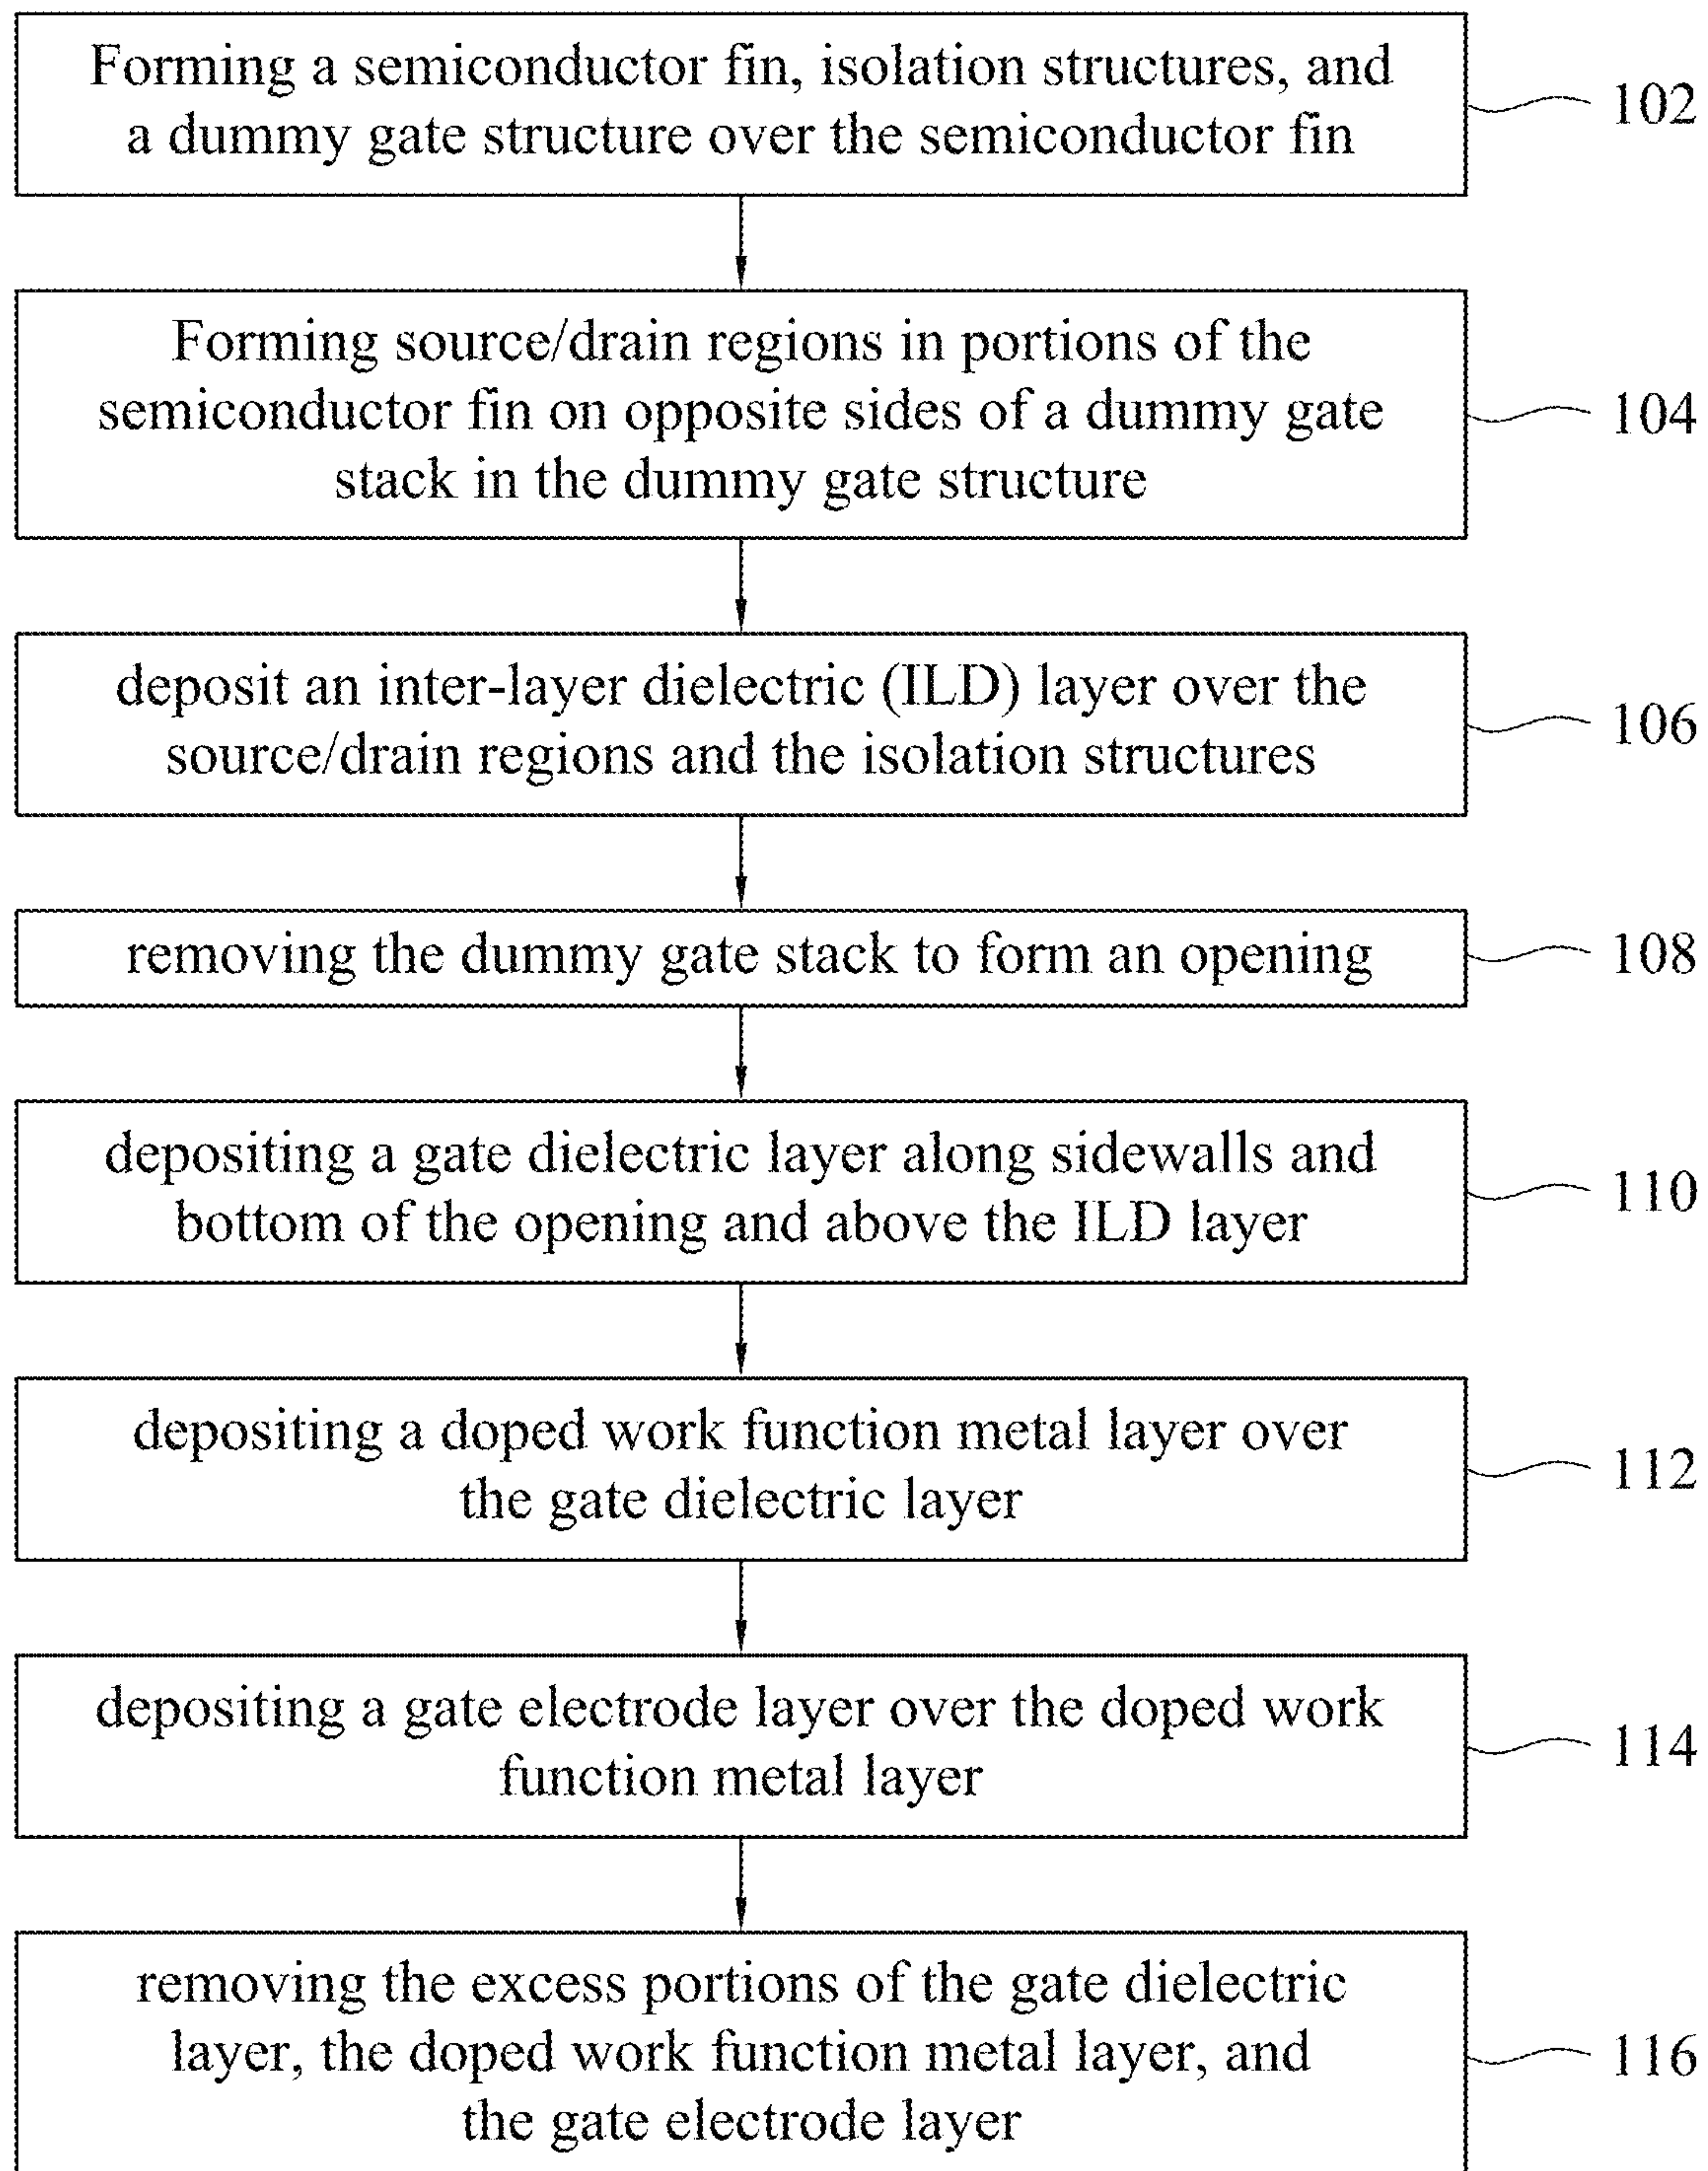 Forming a semiconductor fin, isolation structures, and
a dummy gate structure over the semiconductor fin
102
Forming source/drain regions in portions of the
semiconductor fin on opposite sides of a dummy gate
stack in the dummy gate structure
104
deposit an inter-layer dielectric (ILD) layer over the
source/drain regions and the isolation structures
106
removing the dummy gate stack to form an opening
108
depositing a gate dielectric layer along sidewalls and
bottom of the opening and above the ILD layer
110
depositing a doped work function metal layer over
the gate dielectric layer
112
depositing a gate electrode layer over the doped work
function metal layer
114
removing the excess portions of the gate dielectric
layer, the doped work function metal layer, and
the gate electrode layer
116